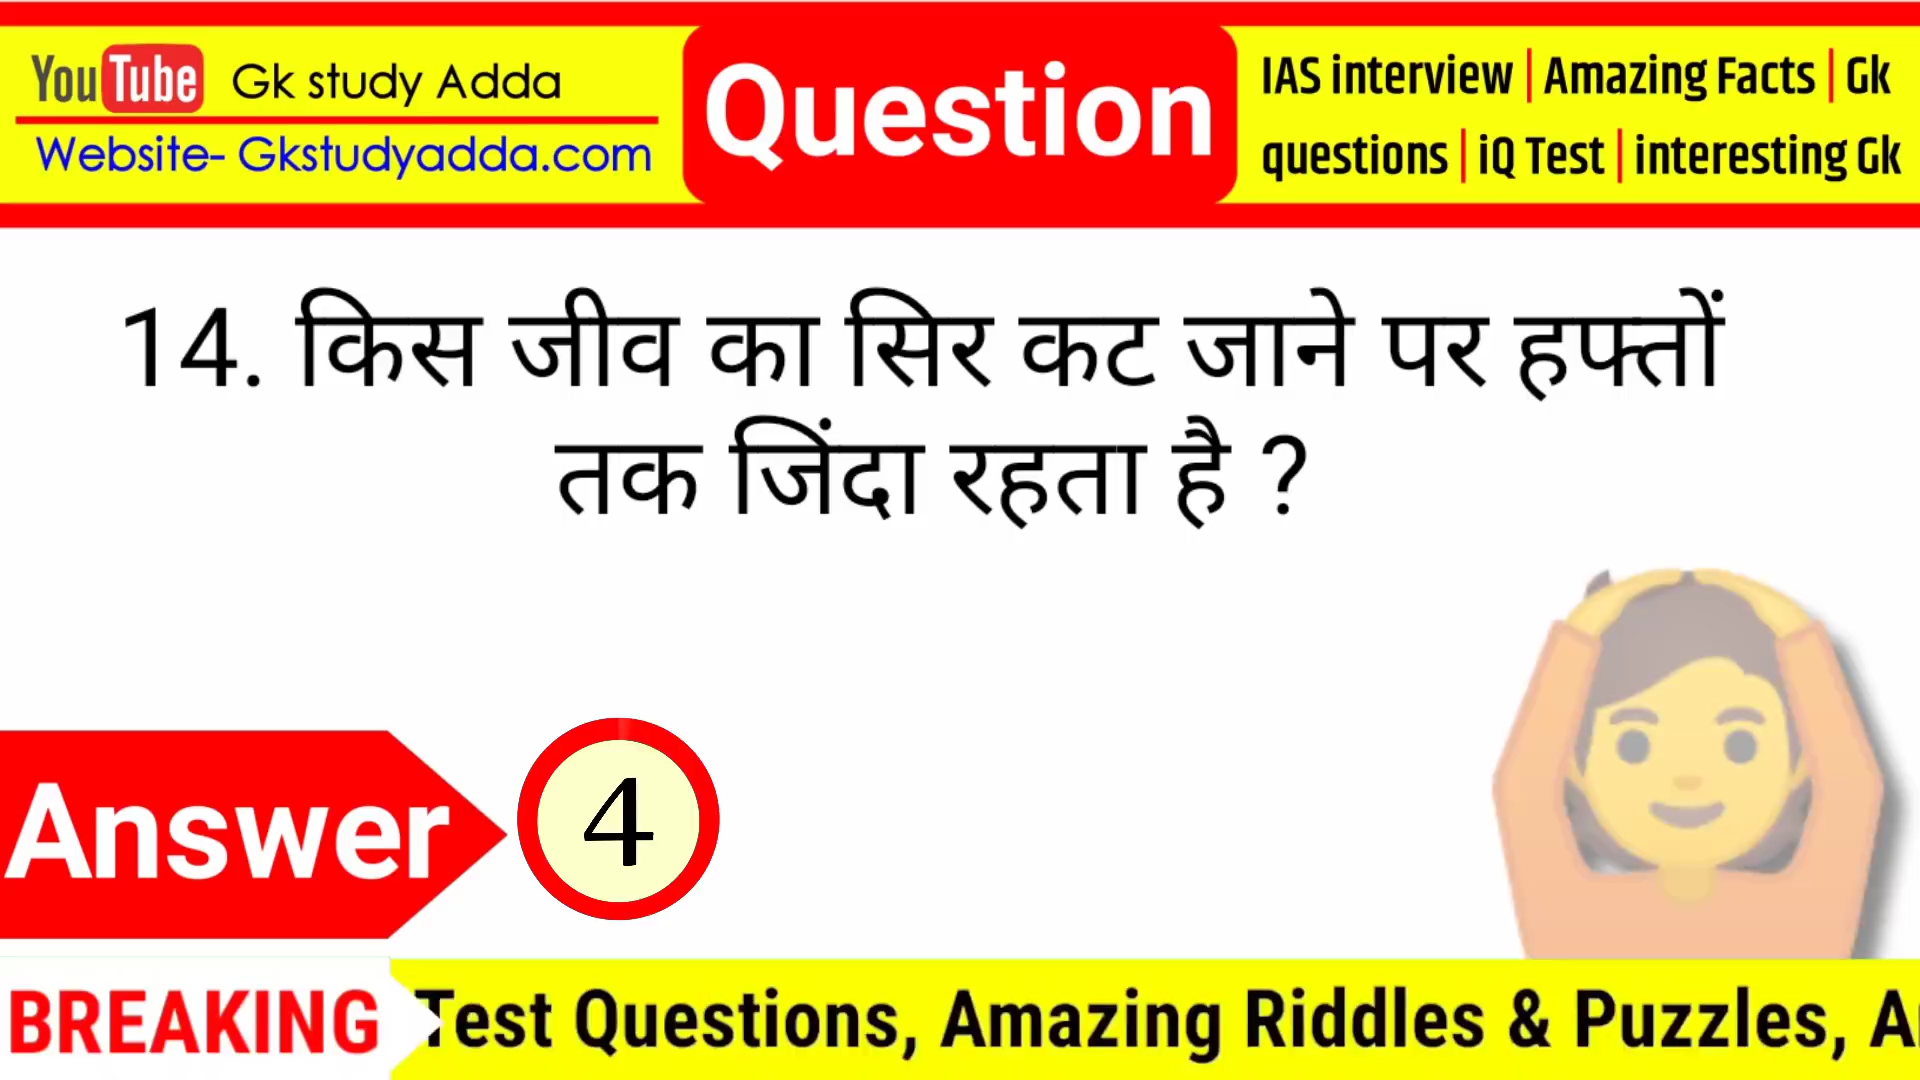 YouTube Gk study Adda
Website- Gkstudyadda.com
Question
IAS interview | Amazing Facts | Gk
questions | iQ Test | interesting Gk
14. किस जीव का सिर कट जाने पर हफ्तों
तक जिंदा रहता है ?
Answer
4
BREAKING
Test Questions, Amazing Riddles & Puzzles, A